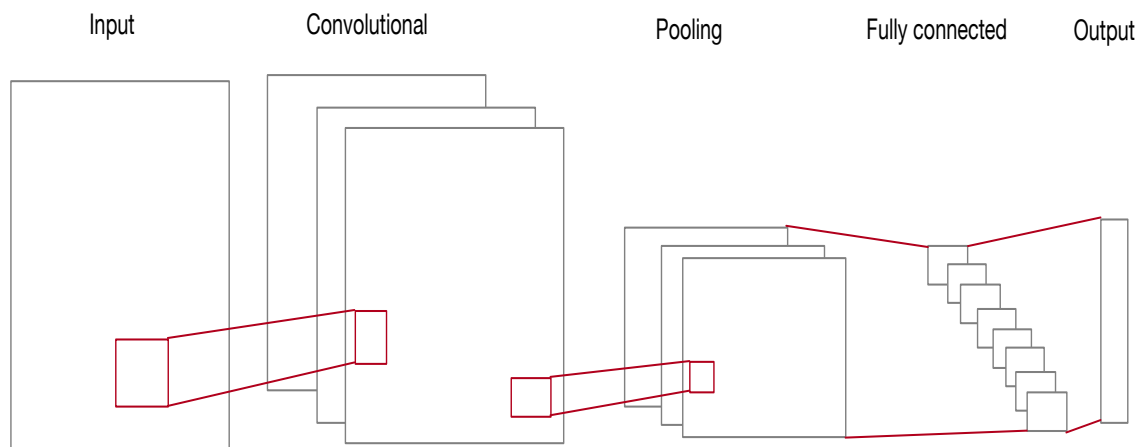 Input
Convolutional
Pooling
Fully connected
Output